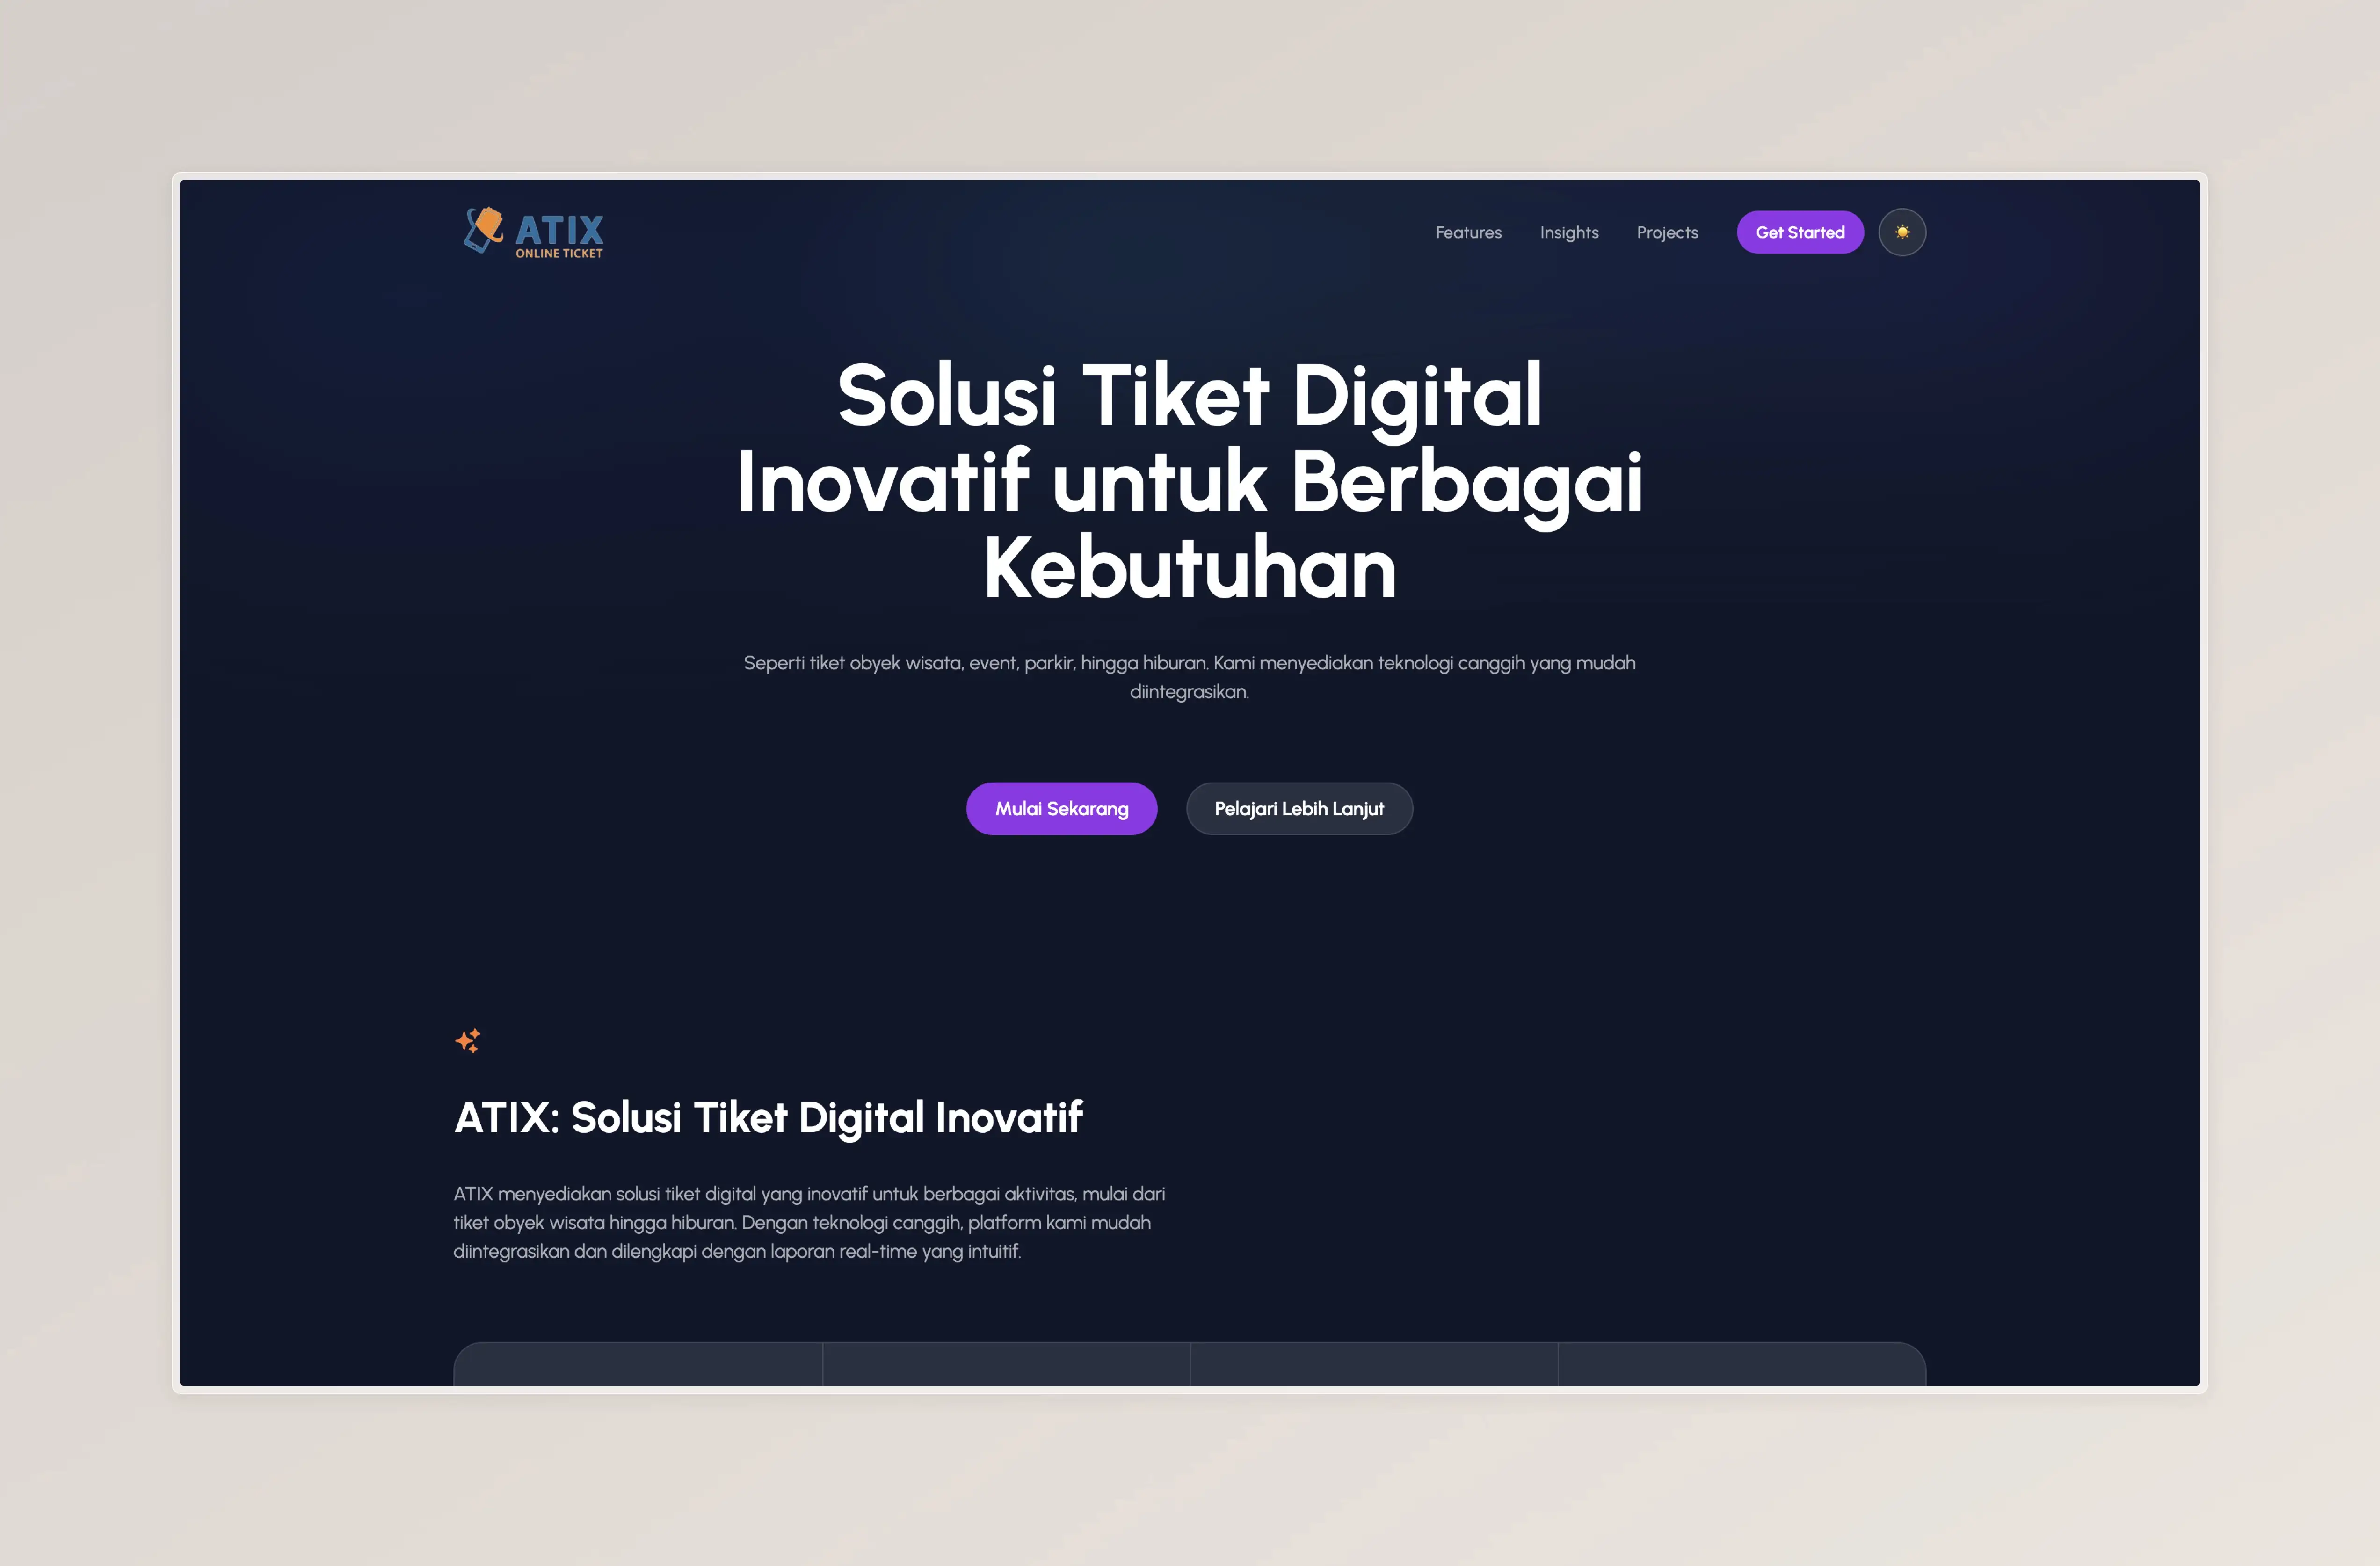 ATIX
ONLINE TICKET
Features
Insights
Projects
Get Started
Solusi Tiket Digital
Inovatif untuk Berbagai
Kebutuhan
Seperti tiket obyek wisata, event, parkir, hingga hiburan. Kami menyediakan teknologi canggih yang mudah
diintegrasikan.
Mulai Sekarang
Pelajari Lebih Lanjut
ATIX: Solusi Tiket Digital Inovatif
ATIX menyediakan solusi tiket digital yang inovatif untuk berbagai aktivitas, mulai dari
tiket obyek wisata hingga hiburan. Dengan teknologi canggih, platform kami mudah
diintegrasikan dan dilengkapi dengan laporan real-time yang intuitif.